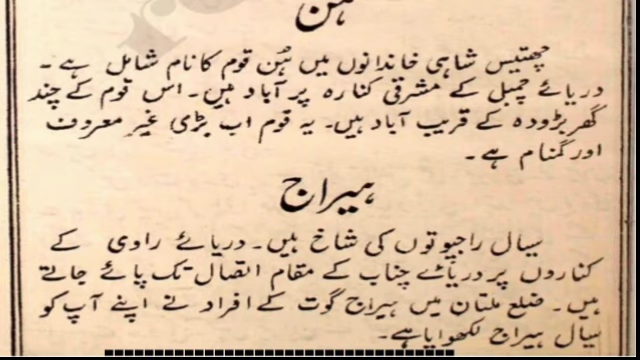 ہُن
چھتیس شاہی خاندانوں میں ہُن قوم کا نام شامل ہے۔
دریائے چمبل کے مشرقی کنارہ پر آباد ہیں۔ اس قوم کے چند
گھر بڑودہ کے قریب آباد ہیں۔ یہ قوم اب بڑی غیر معروف
اور گمنام ہے۔
ہیراج
سیال راجپوتوں کی شاخ ہیں۔ دریائے راوی کے
کناروں پر دریائے چناب کے مقام اتصال تک پائے جاتے
ہیں۔ ضلع ملتان میں ہیراج گوت کے افراد نے اپنے آپ کو
سیال ہیراج لکھوایا ہے۔